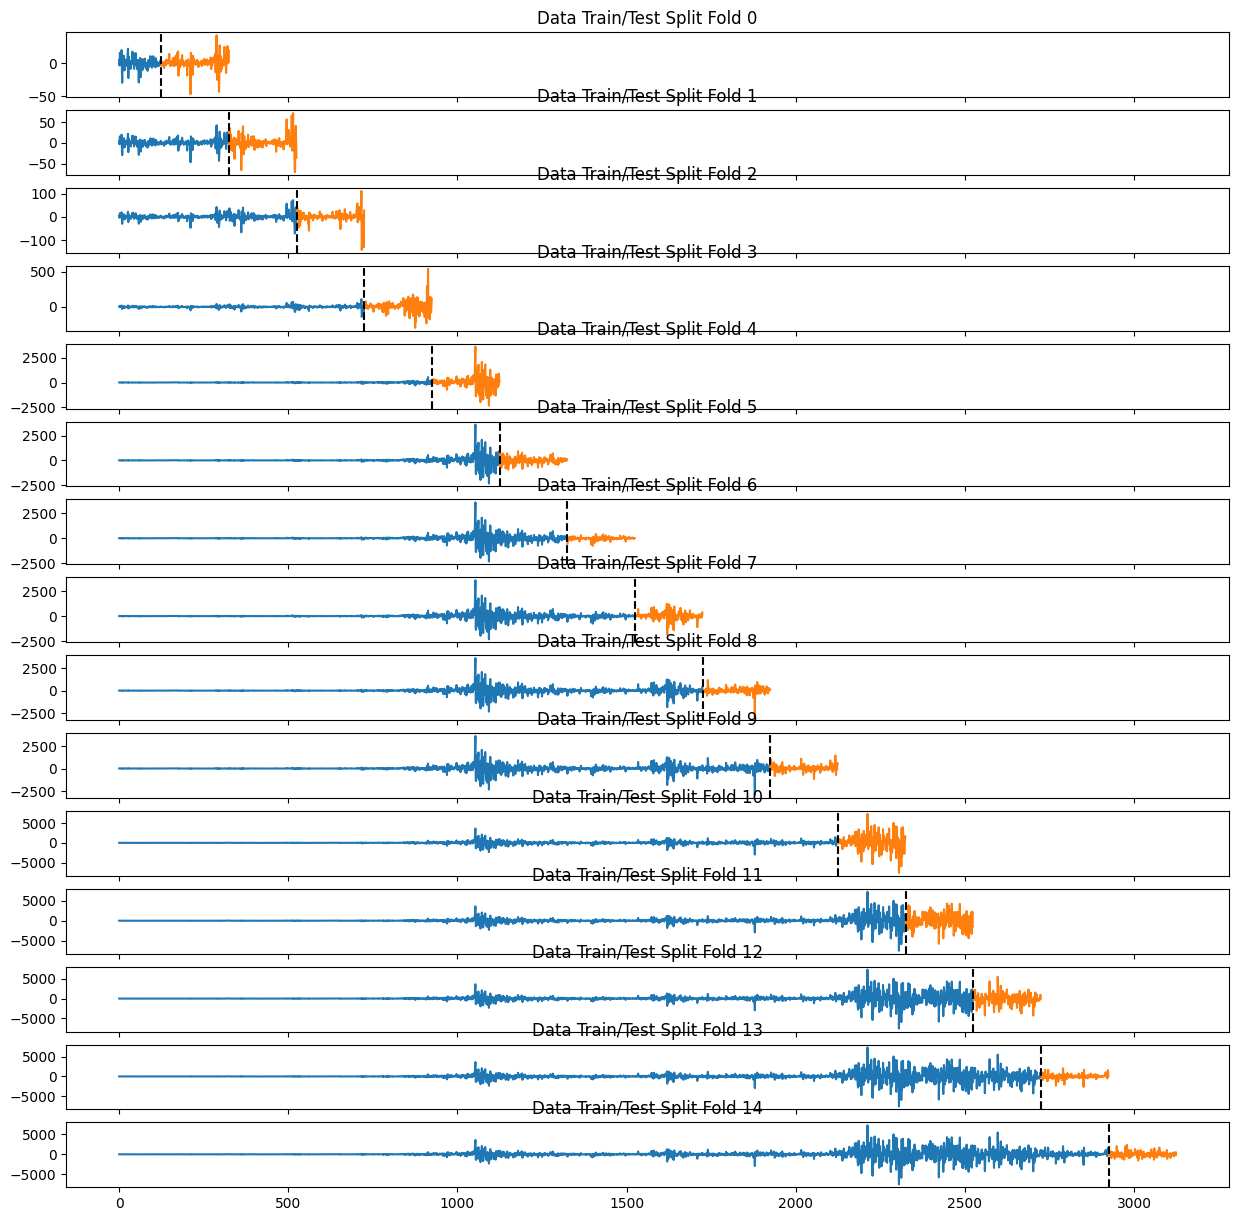 Data Train/Test Split Fold 0
0
−50
Data Train/Test Split Fold 1
50
0
−50
Data Train/Test Split Fold 2
100
0
−100
Data Train/Test Split Fold 3
500
0
Data Train/Test Split Fold 4
2500
0
−2500
Data Train/Test Split Fold 5
2500
0
−2500
Data Train/Test Split Fold 6
2500
0
−2500
Data Train/Test Split Fold 7
2500
0
−2500
Data Train/Test Split Fold 8
2500
0
−2500
Data Train/Test Split Fold 9
2500
0
−2500
Data Train/Test Split Fold 10
5000
0
−5000
Data Train/Test Split Fold 11
5000
0
−5000
Data Train/Test Split Fold 12
5000
0
−5000
Data Train/Test Split Fold 13
5000
0
−5000
Data Train/Test Split Fold 14
5000
0
−5000
0 500 1000 1500 2000 2500 3000